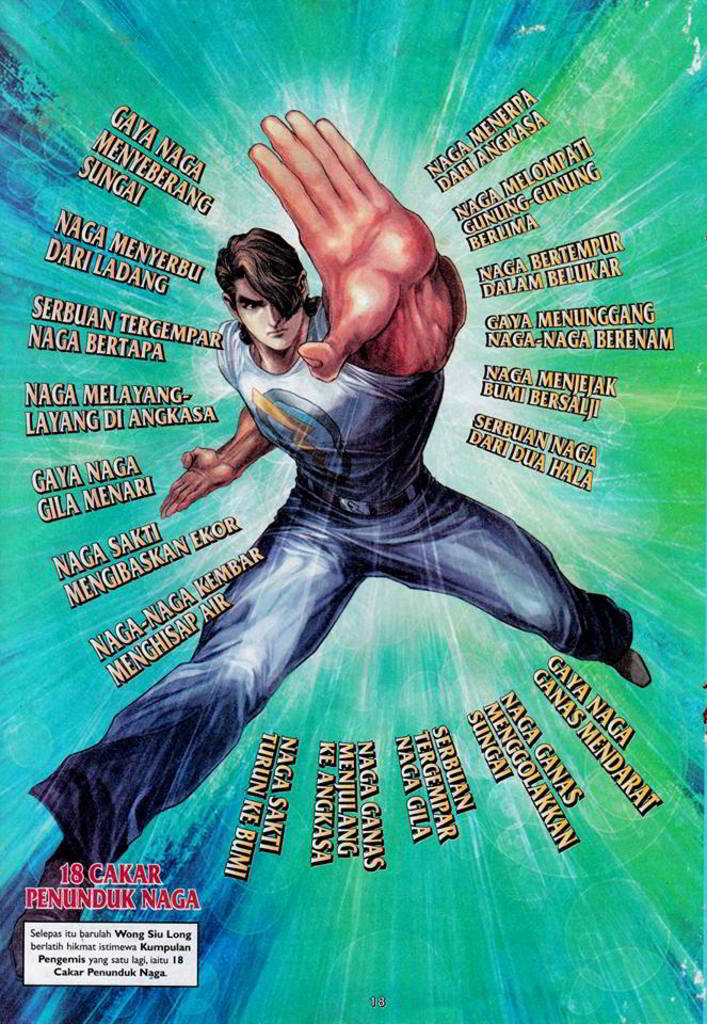 GAYA NAGA
MENYEBERANG
SUNGAI
NAGA MENYERBU
DARI LADANG
SERBUAN TERGEMPAR
NAGA BERTAPA
NAGA MELAYANG-
LAYANG DI ANGKASA
GAYA NAGA
GILA MENARI
NAGA SAKTI
MENGIBASKAN EKOR
NAGA-NAGA KEMBAR
MENGHISAP AIR
NAGA MENERPA
DARI ANGKASA
NAGA MELOMPATI
GUNUNG-GUNUNG
BERLIMA
NAGA BERTEMPUR
DALAM BELUKAR
GAYA MENUNGGANG
NAGA-NAGA BERENAM
NAGA MENJEJAK
BUMI BERSALJI
SERBUAN NAGA
DARI DUA HALA
GAYA NAGA
GANAS MENDARAT
NAGA GANAS
MENGGOLAKKAN
SUNGAI
SERBUAN
TERGEMPAR
NAGA GILA
NAGA GANAS
MENJULANG
KE ANGKASA
NAGA SAKTI
TURUN KE BUMI
18 CAKAR
PENUNDUK NAGA
Selepas itu barulah Wong Siu Long
berlatih hikmat istimewa Kumpulan
Pengemis yang satu lagi, iaitu 18
Cakar Penunduk Naga.
18